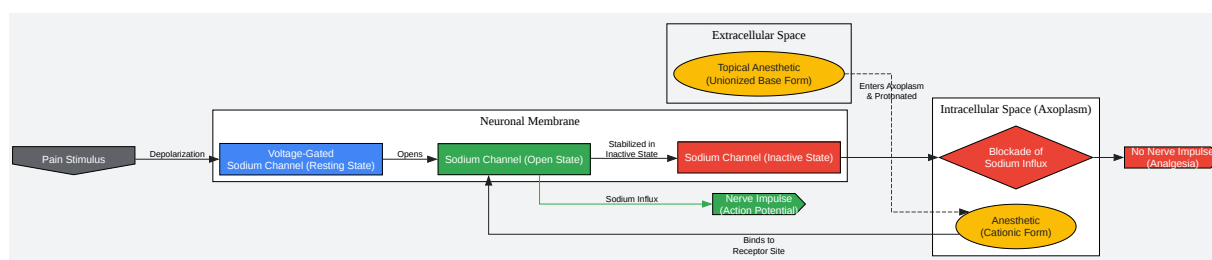 Extracellular Space
Topical Anesthetic
(Unionized Base Form)
Enters Axoplasm
& Protonated
Intracellular Space (Axoplasm)
Neuronal Membrane
Pain Stimulus
Depolarization
Voltage-Gated
Sodium Channel (Resting State)
Opens
Sodium Channel (Open State)
Stabilized in
Inactive State
Sodium Channel (Inactive State)
Blockade of
Sodium Influx
No Nerve Impulse
(Analgesia)
Sodium Influx
Nerve Impulse
(Action Potential)
Anesthetic
(Cationic Form)
Binds to
Receptor Site